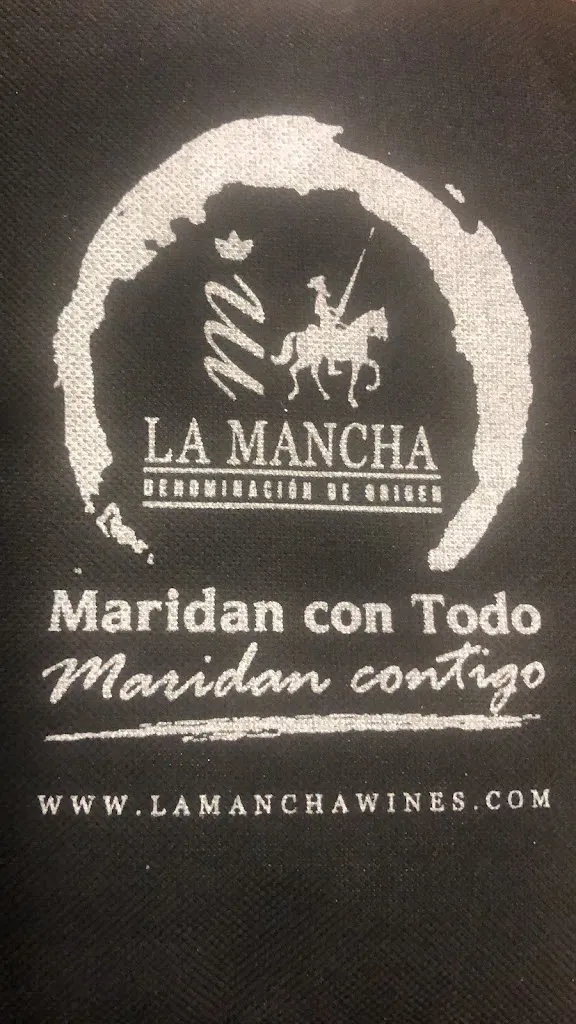 m
LA MANCHA
DENOMINACIÓN DE ORIGEN
Maridan con Todo
Maridan contigo
WWW.LAMANCHAWINES.COM